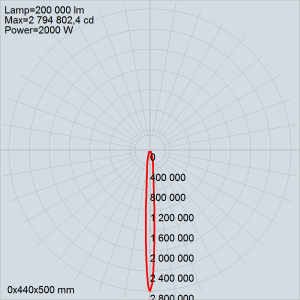 Lamp=200 000 lm
Max=2 794 802,4 cd
Power=2000 W
0
400 000
800 000
1 200 000
1 600 000
2 000 000
2 400 000
0x440x500 mm
2 800 000